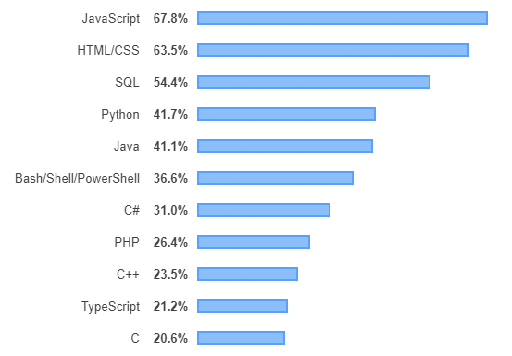 JavaScript 67.8%
HTML/CSS 63.5%
SQL 54.4%
Python 41.7%
Java 41.1%
Bash/Shell/PowerShell 36.6%
C# 31.0%
PHP 26.4%
C++ 23.5%
TypeScript 21.2%
C 20.6%